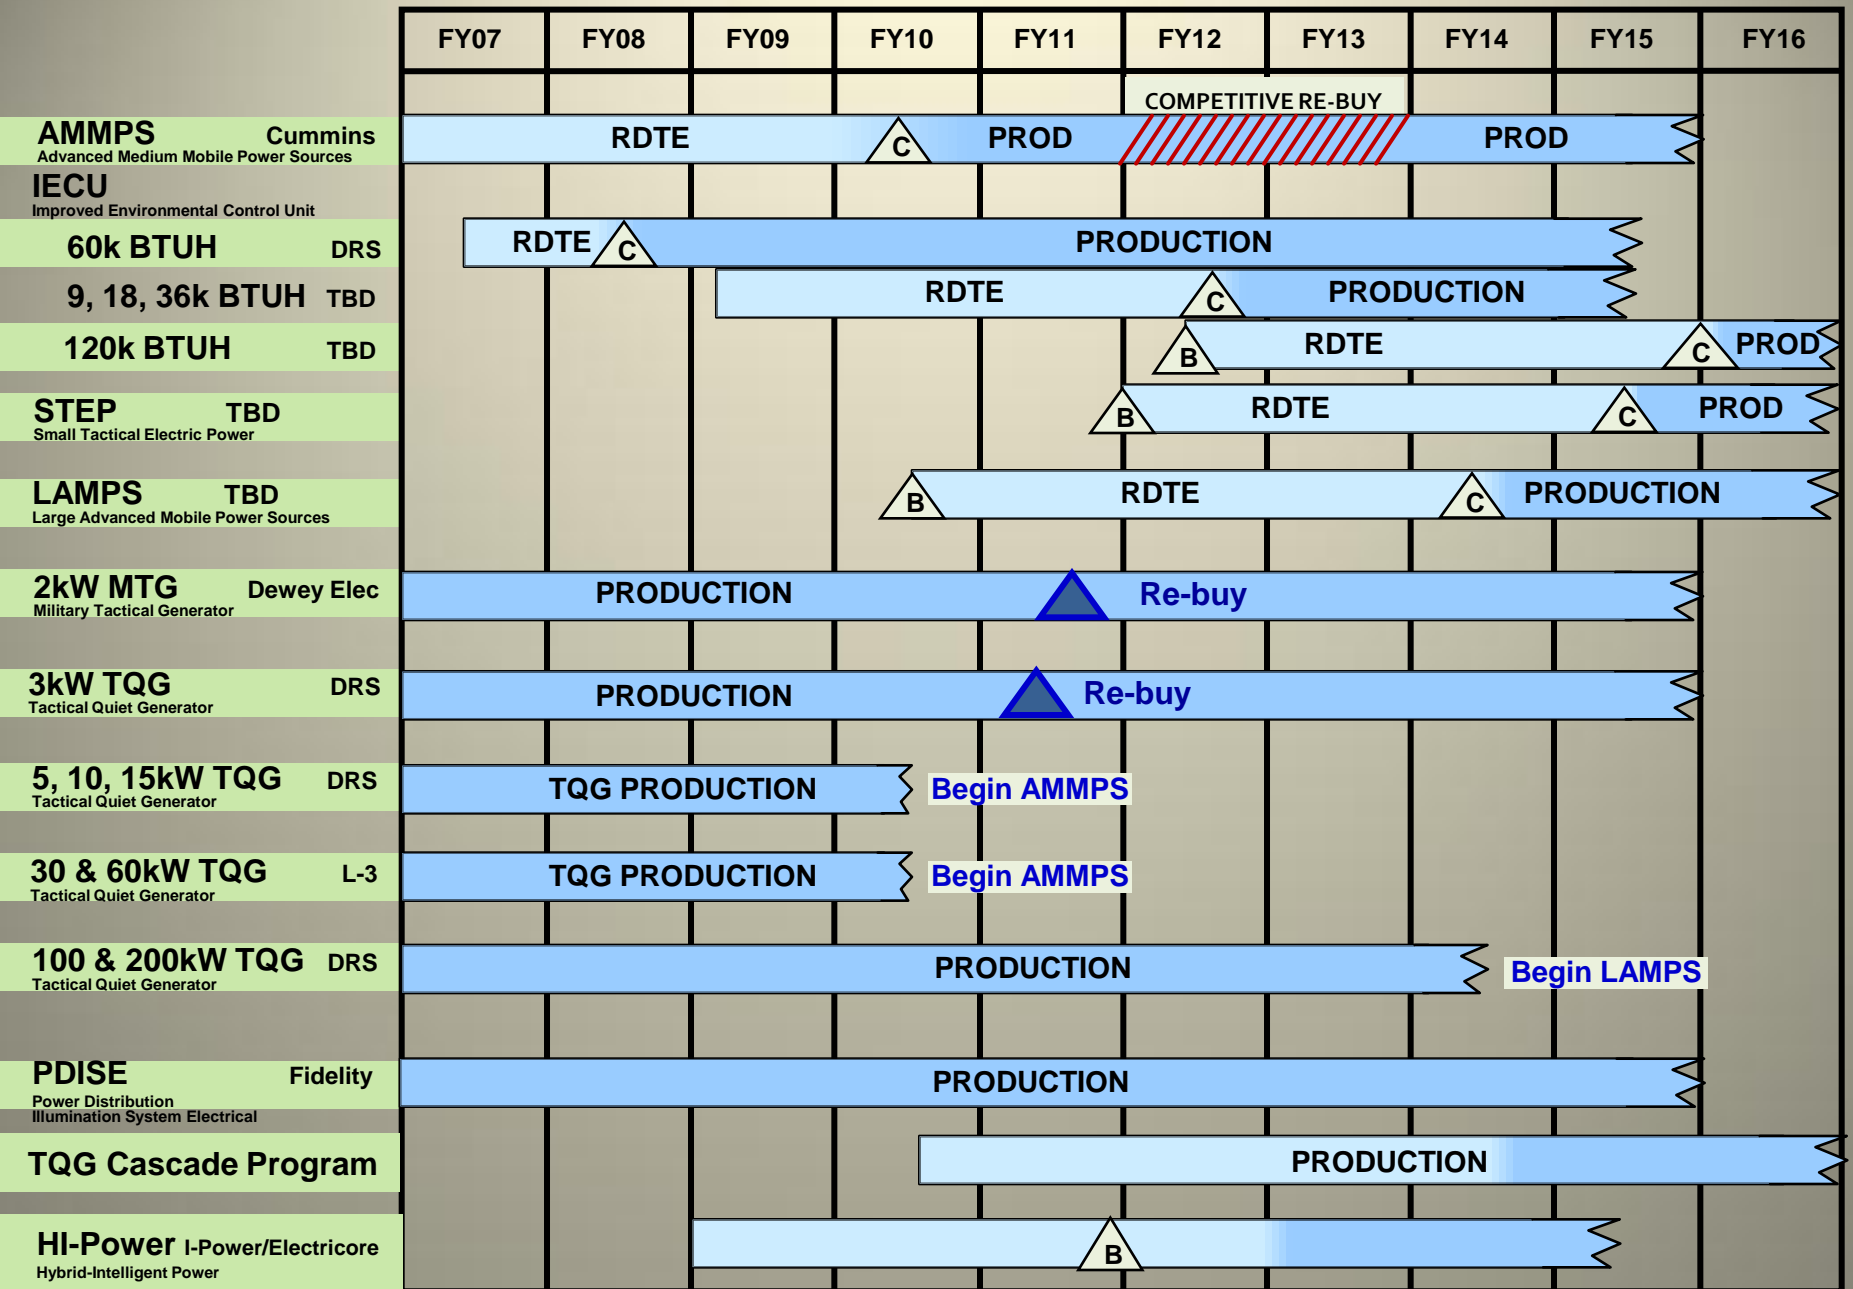 FY07 FY08 FY09 FY10 FY11 FY12 FY13 FY14 FY15 FY16
COMPETITIVE RE-BUY
AMMPS Cummins RDTE C PROD PROD
Advanced Medium Mobile Power Sources
IECU
Improved Environmental Control Unit
60k BTUH DRS RDTE C PRODUCTION
9, 18, 36k BTUH TBD RDTE C PRODUCTION
120k BTUH TBD B RDTE C PROD
STEP TBD B RDTE C PROD
Small Tactical Electric Power
LAMPS TBD B RDTE C PRODUCTION
Large Advanced Mobile Power Sources
2kW MTG Dewey Elec PRODUCTION Re-buy
Military Tactical Generator
3kW TQG DRS PRODUCTION Re-buy
Tactical Quiet Generator
5, 10, 15kW TQG DRS TQG PRODUCTION Begin AMMPS
Tactical Quiet Generator
30 & 60kW TQG L-3 TQG PRODUCTION Begin AMMPS
Tactical Quiet Generator
100 & 200kW TQG DRS PRODUCTION Begin LAMPS
Tactical Quiet Generator
PDISE Fidelity PRODUCTION
Power Distribution
Illumination System Electrical
TQG Cascade Program PRODUCTION
HI-Power I-Power/Electricore B
Hybrid-Intelligent Power